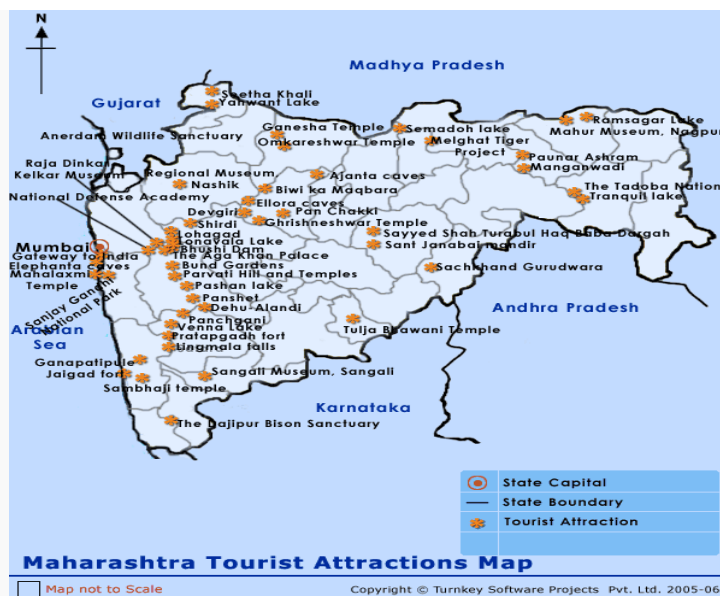 N
Madhya Pradesh
Gujarat
Seetha Khali
Yahwant Lake
Anerdam Wildlife Sanctuary
Ganesha Temple
Omkareshwar Temple
Semadoh lake
Melghat Tiger
Project
Ramsagar Lake
Mahur Museum, Nagpur
Raja Dinkar
Kelkar Museum
Regional Museum,
Nashik
Ajanta caves
Paunar Ashram
Manganwadi
National Defense Academy
Biwi ka Maqbara
Ellora caves
The Tadoba Nation
Tranquil lake
Devgiri
Pan Chakki
Shirdi
Ghrishneshwar Temple
Lohagad
Sayyed Shah Turabul Haq Baba Dargah
Mumbai
Lonavala Lake
Sant Janabai mandir
Gateway to India
Bhushi Dam
The Aga Khan Palace
Elephanta caves
Bund Gardens
Sachkhand Gurudwara
Mahalaxmi
Temple
Parvati Hill and Temples
Sanjay Gandhi
National Park
Pashan lake
Panshet
Dehu-Alandi
Andhra Pradesh
Arabian
Sea
Panchgani
Venna Lake
Tulja Bhawani Temple
Pratapgadh fort
Lingmala falls
Ganapatipule
Jaigad fort
Sangali Museum, Sangali
Sambhaji temple
Karnataka
The Dajipur Bison Sanctuary
State Capital
State Boundary
Tourist Attraction
Maharashtra Tourist Attractions Map
Map not to Scale
Copyright © Turnkey Software Projects Pvt. Ltd. 2005-06